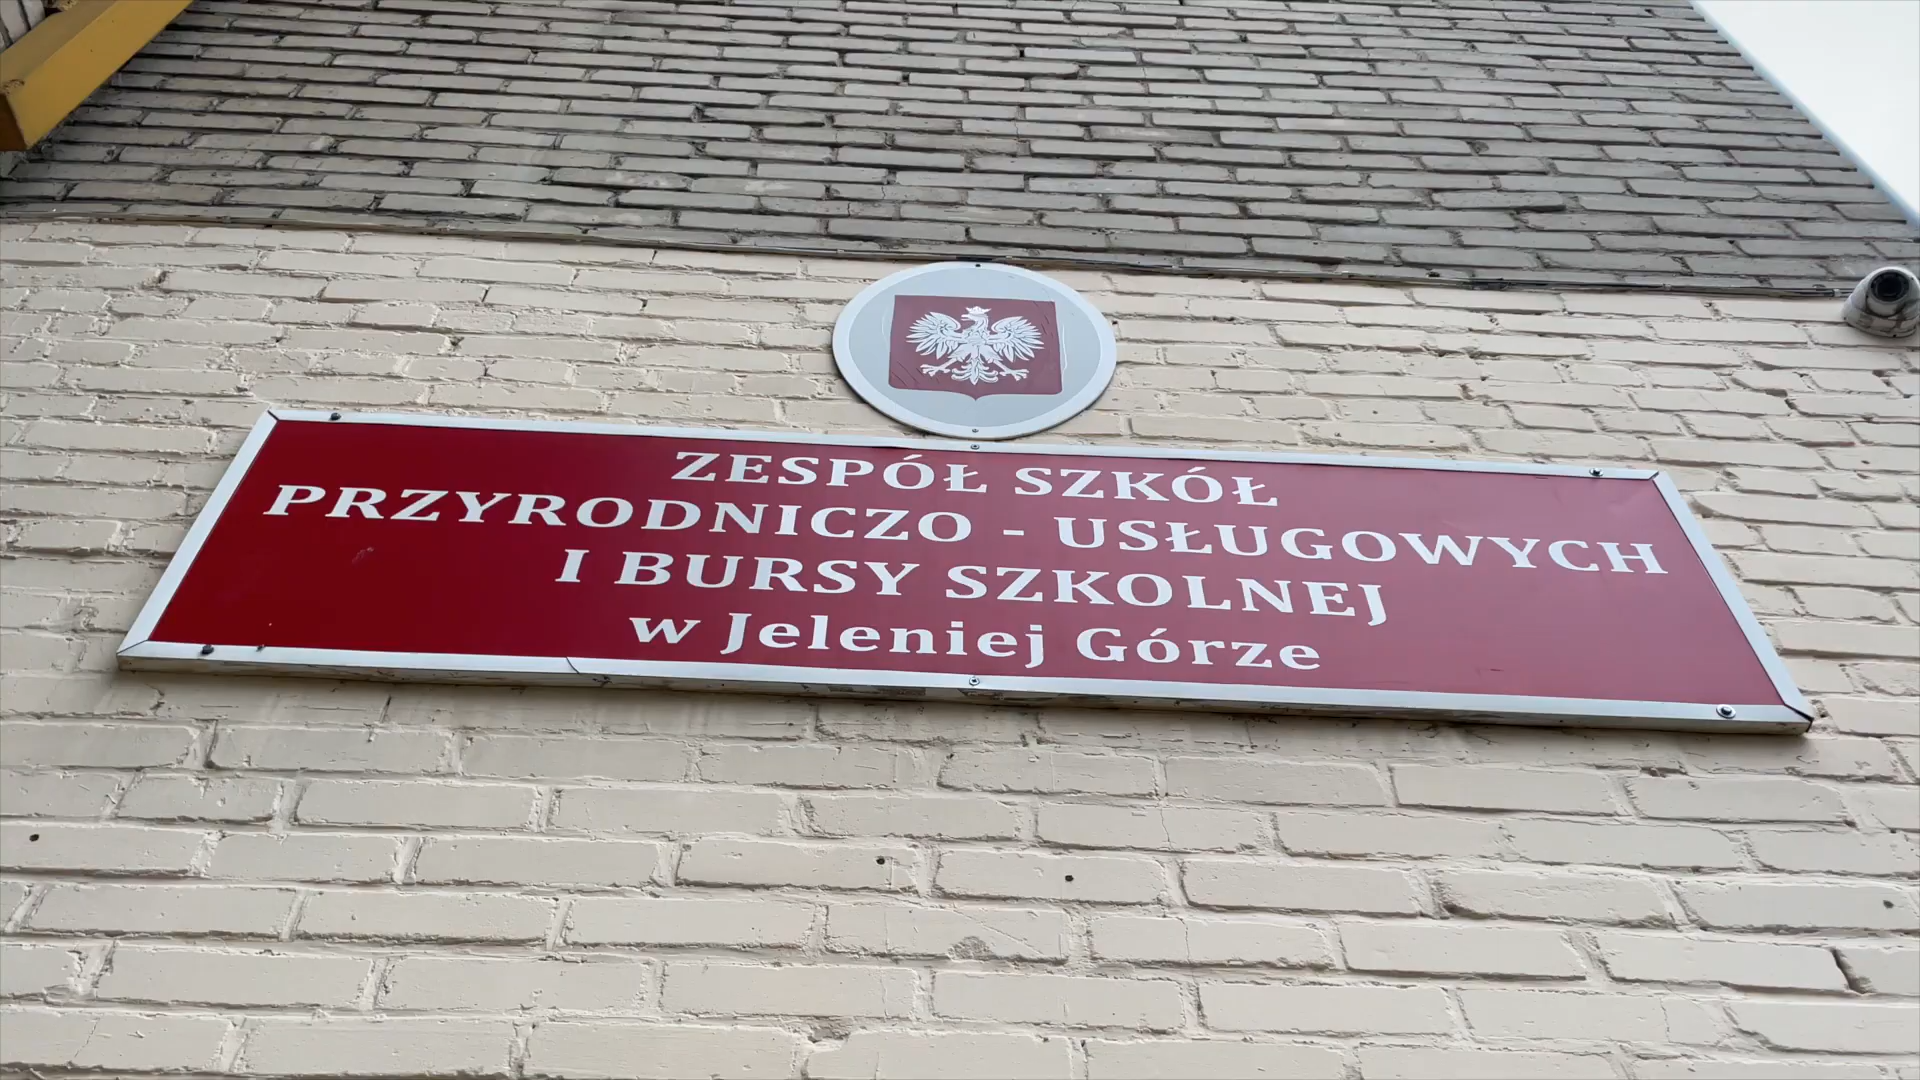 ZESPÓŁ SZKÓŁ
PRZYRODNICZO - USŁUGOWYCH
I BURSY SZKOLNEJ
w Jeleniej Górze